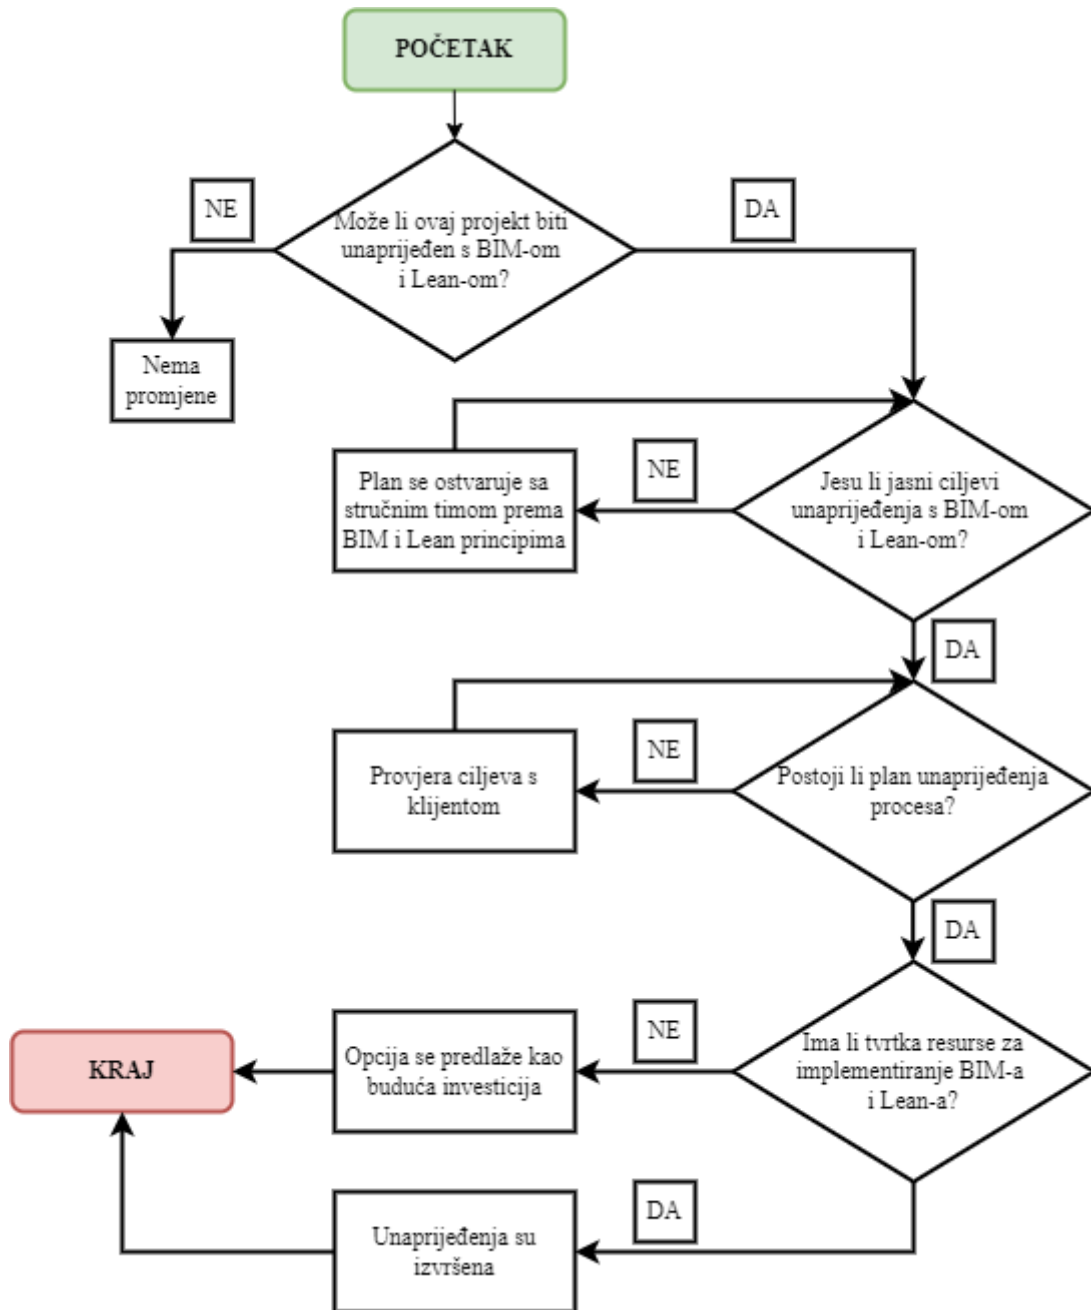 POČETAK
NE
DA
Može li ovaj projekt biti
unaprijeđen s BIM-om
i Lean-om?
Nema
promjene
NE
Plan se ostvaruje sa
stručnim timom prema
BIM i Lean principima
Jesu li jasni ciljevi
unaprijeđenja s BIM-om
i Lean-om?
DA
NE
Provjera ciljeva s
klijentom
Postoji li plan unaprijeđenja
procesa?
DA
NE
Ima li tvrtka resurse za
implementiranje BIM-a
i Lean-a?
Opcija se predlaže kao
buduća investicija
KRAJ
DA
Unaprijeđenja su
izvršena